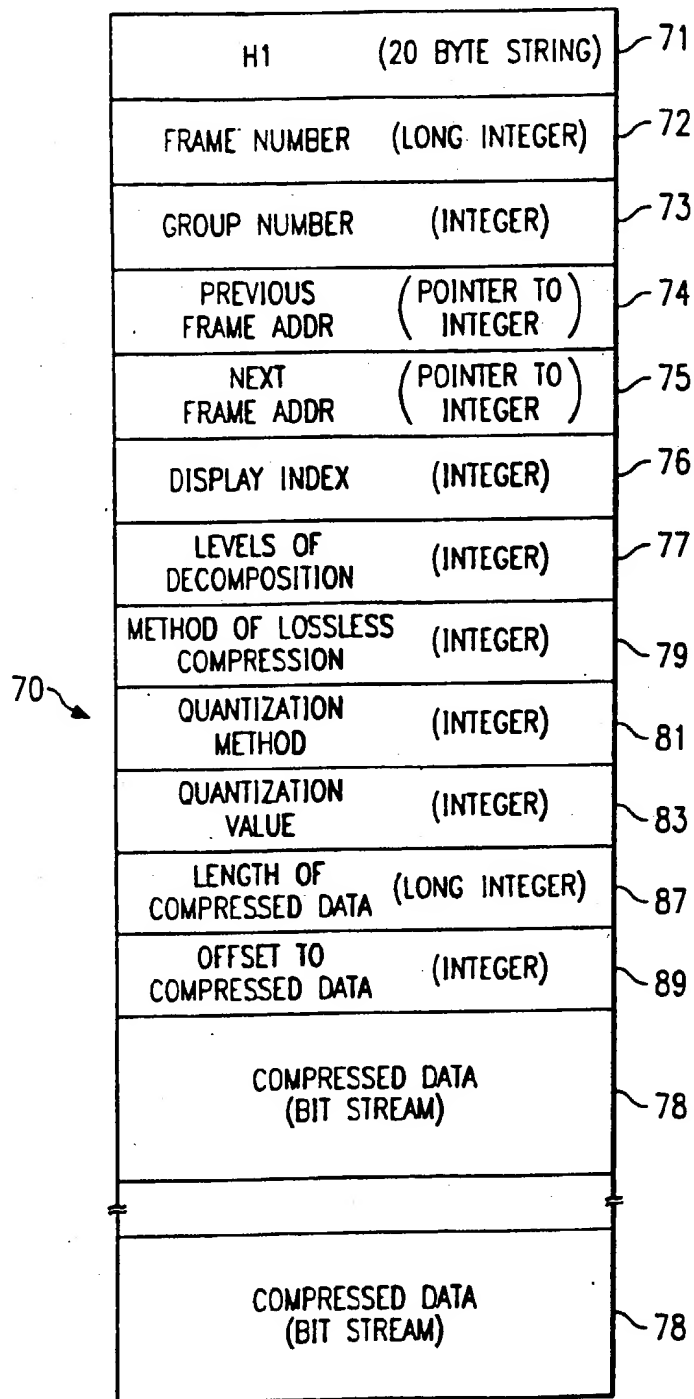 H1 (20 BYTE STRING) 71
FRAME NUMBER (LONG INTEGER) 72
GROUP NUMBER (INTEGER) 73
PREVIOUS
FRAME ADDR (POINTER TO
INTEGER) 74
NEXT
FRAME ADDR (POINTER TO
INTEGER) 75
DISPLAY INDEX (INTEGER) 76
LEVELS OF
DECOMPOSITION (INTEGER) 77
METHOD OF LOSSLESS
COMPRESSION (INTEGER) 79
70
QUANTIZATION
METHOD (INTEGER) 81
QUANTIZATION
VALUE (INTEGER) 83
LENGTH OF
COMPRESSED DATA (LONG INTEGER) 87
OFFSET TO
COMPRESSED DATA (INTEGER) 89
COMPRESSED DATA
(BIT STREAM) 78
COMPRESSED DATA
(BIT STREAM) 78